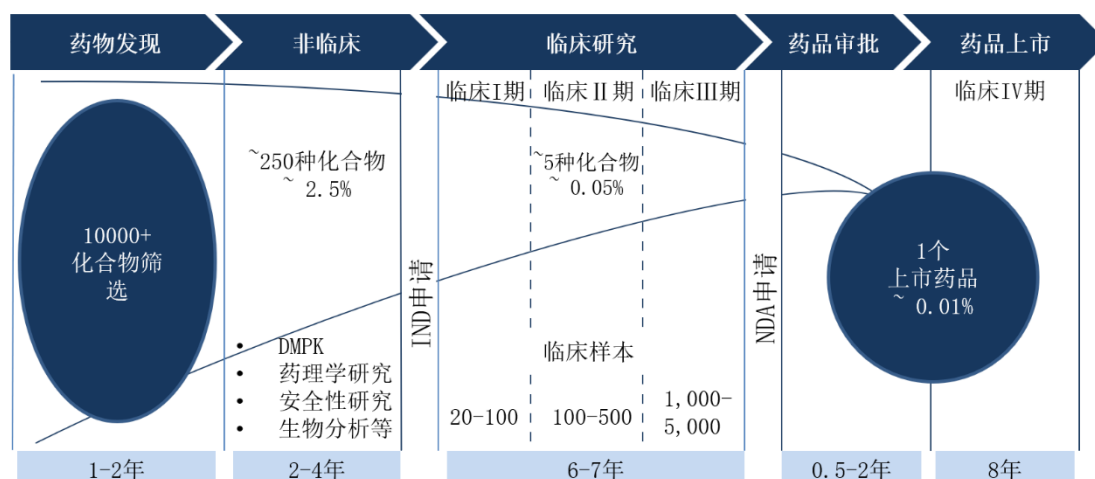 药物发现
非临床
临床研究
药品审批
药品上市
临床I期
临床Ⅱ期
临床Ⅲ期
临床IV期
~250种化合物
~ 2.5%
~5种化合物
~ 0.05%
10000+
化合物筛
选
1个
上市药品
~ 0.01%
IND申请
NDA申请
• DMPK
• 药理学研究
• 安全性研究
• 生物分析等
临床样本
20-100
100-500
1,000-
5,000
1-2年
2-4年
6-7年
0.5-2年
8年